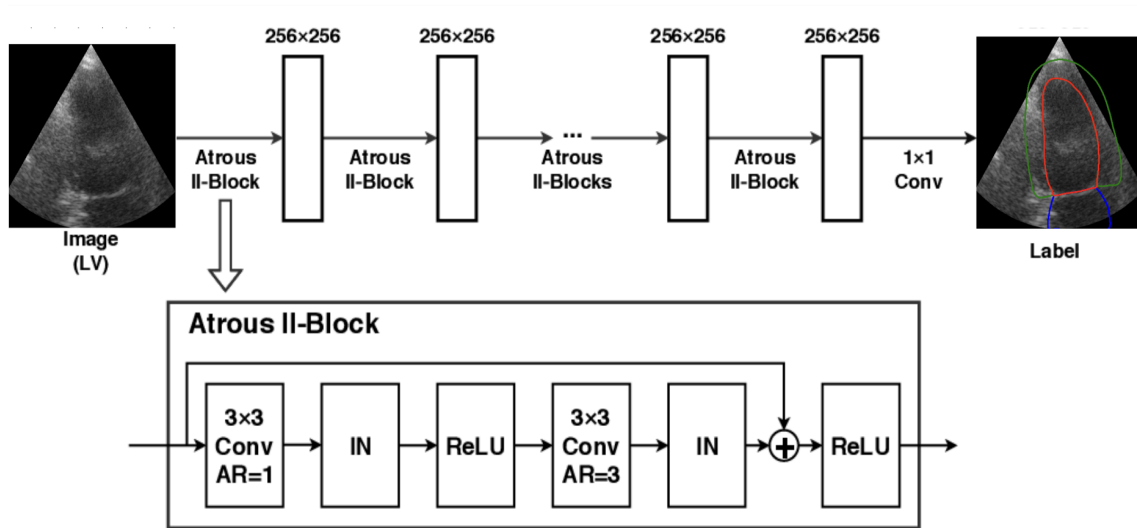 256×256
256×256
256×256
256×256
Atrous
II-Block
Atrous
II-Block
...
Atrous
II-Blocks
Atrous
II-Block
1×1
Conv
Image
(LV)
Label
Atrous II-Block
3×3
Conv
AR=1
IN
ReLU
3×3
Conv
AR=3
IN
+
ReLU